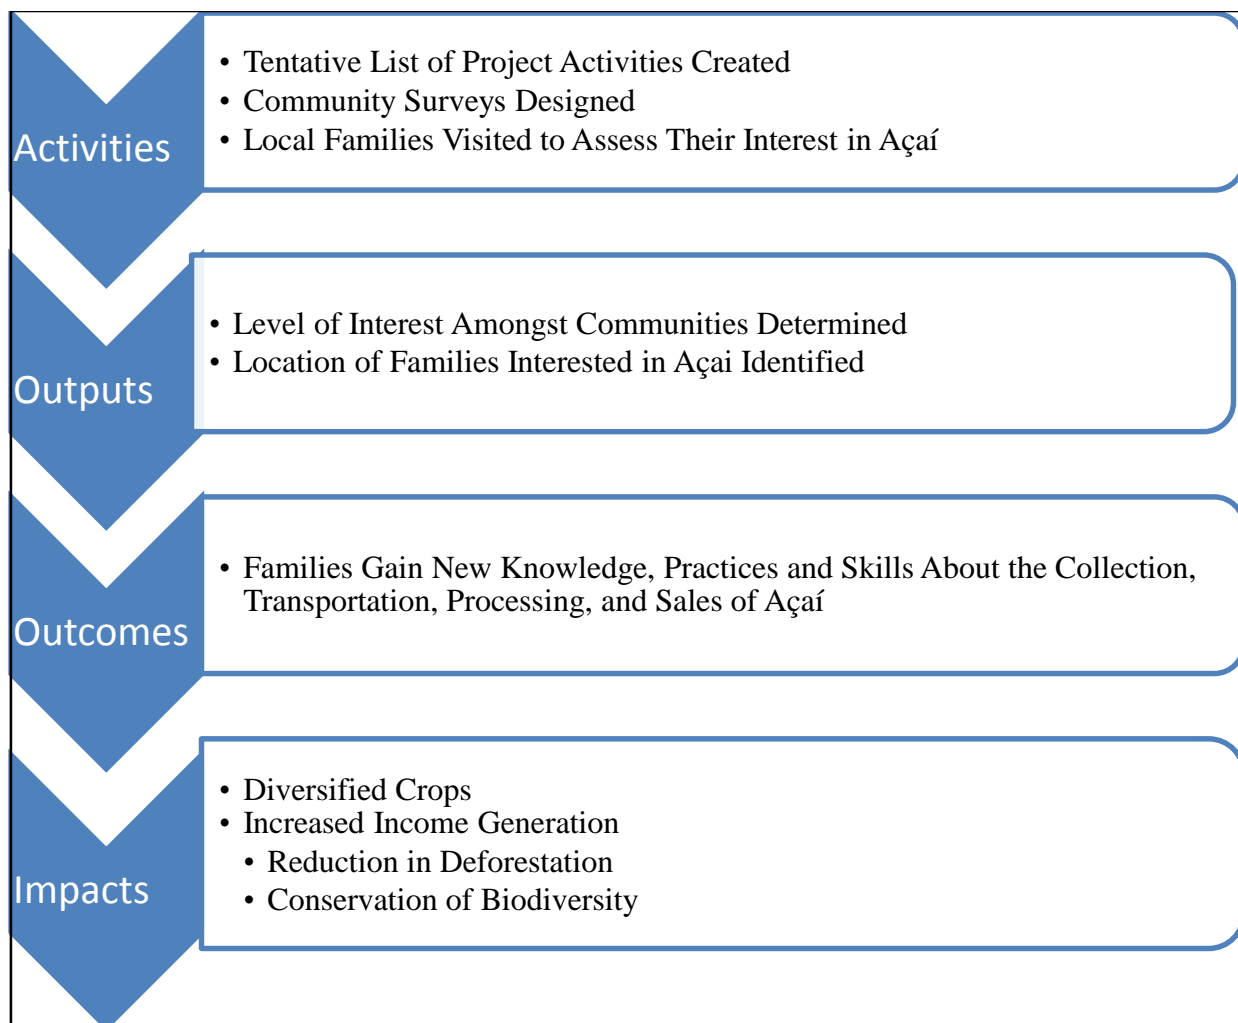 Activities
• Tentative List of Project Activities Created
• Community Surveys Designed
• Local Families Visited to Assess Their Interest in Açaí
Outputs
• Level of Interest Amongst Communities Determined
• Location of Families Interested in Açai Identified
Outcomes
• Families Gain New Knowledge, Practices and Skills About the Collection,
Transportation, Processing, and Sales of Açaí
Impacts
• Diversified Crops
• Increased Income Generation
• Reduction in Deforestation
• Conservation of Biodiversity